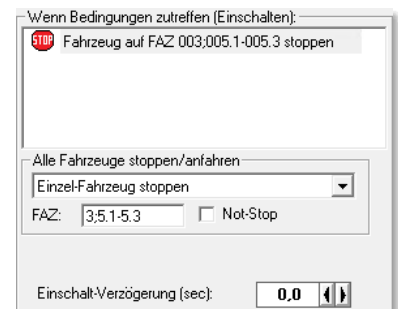 Wenn Bedingungen zutreffen (Einschalten):
STOP Fahrzeug auf FAZ 003;005.1-005.3 stoppen
Alle Fahrzeuge stoppen/anfahren
Einzel-Fahrzeug stoppen
FAZ: 3;5.1-5.3 Not-Stop
Einschalt-Verzögerung (sec): 0,0